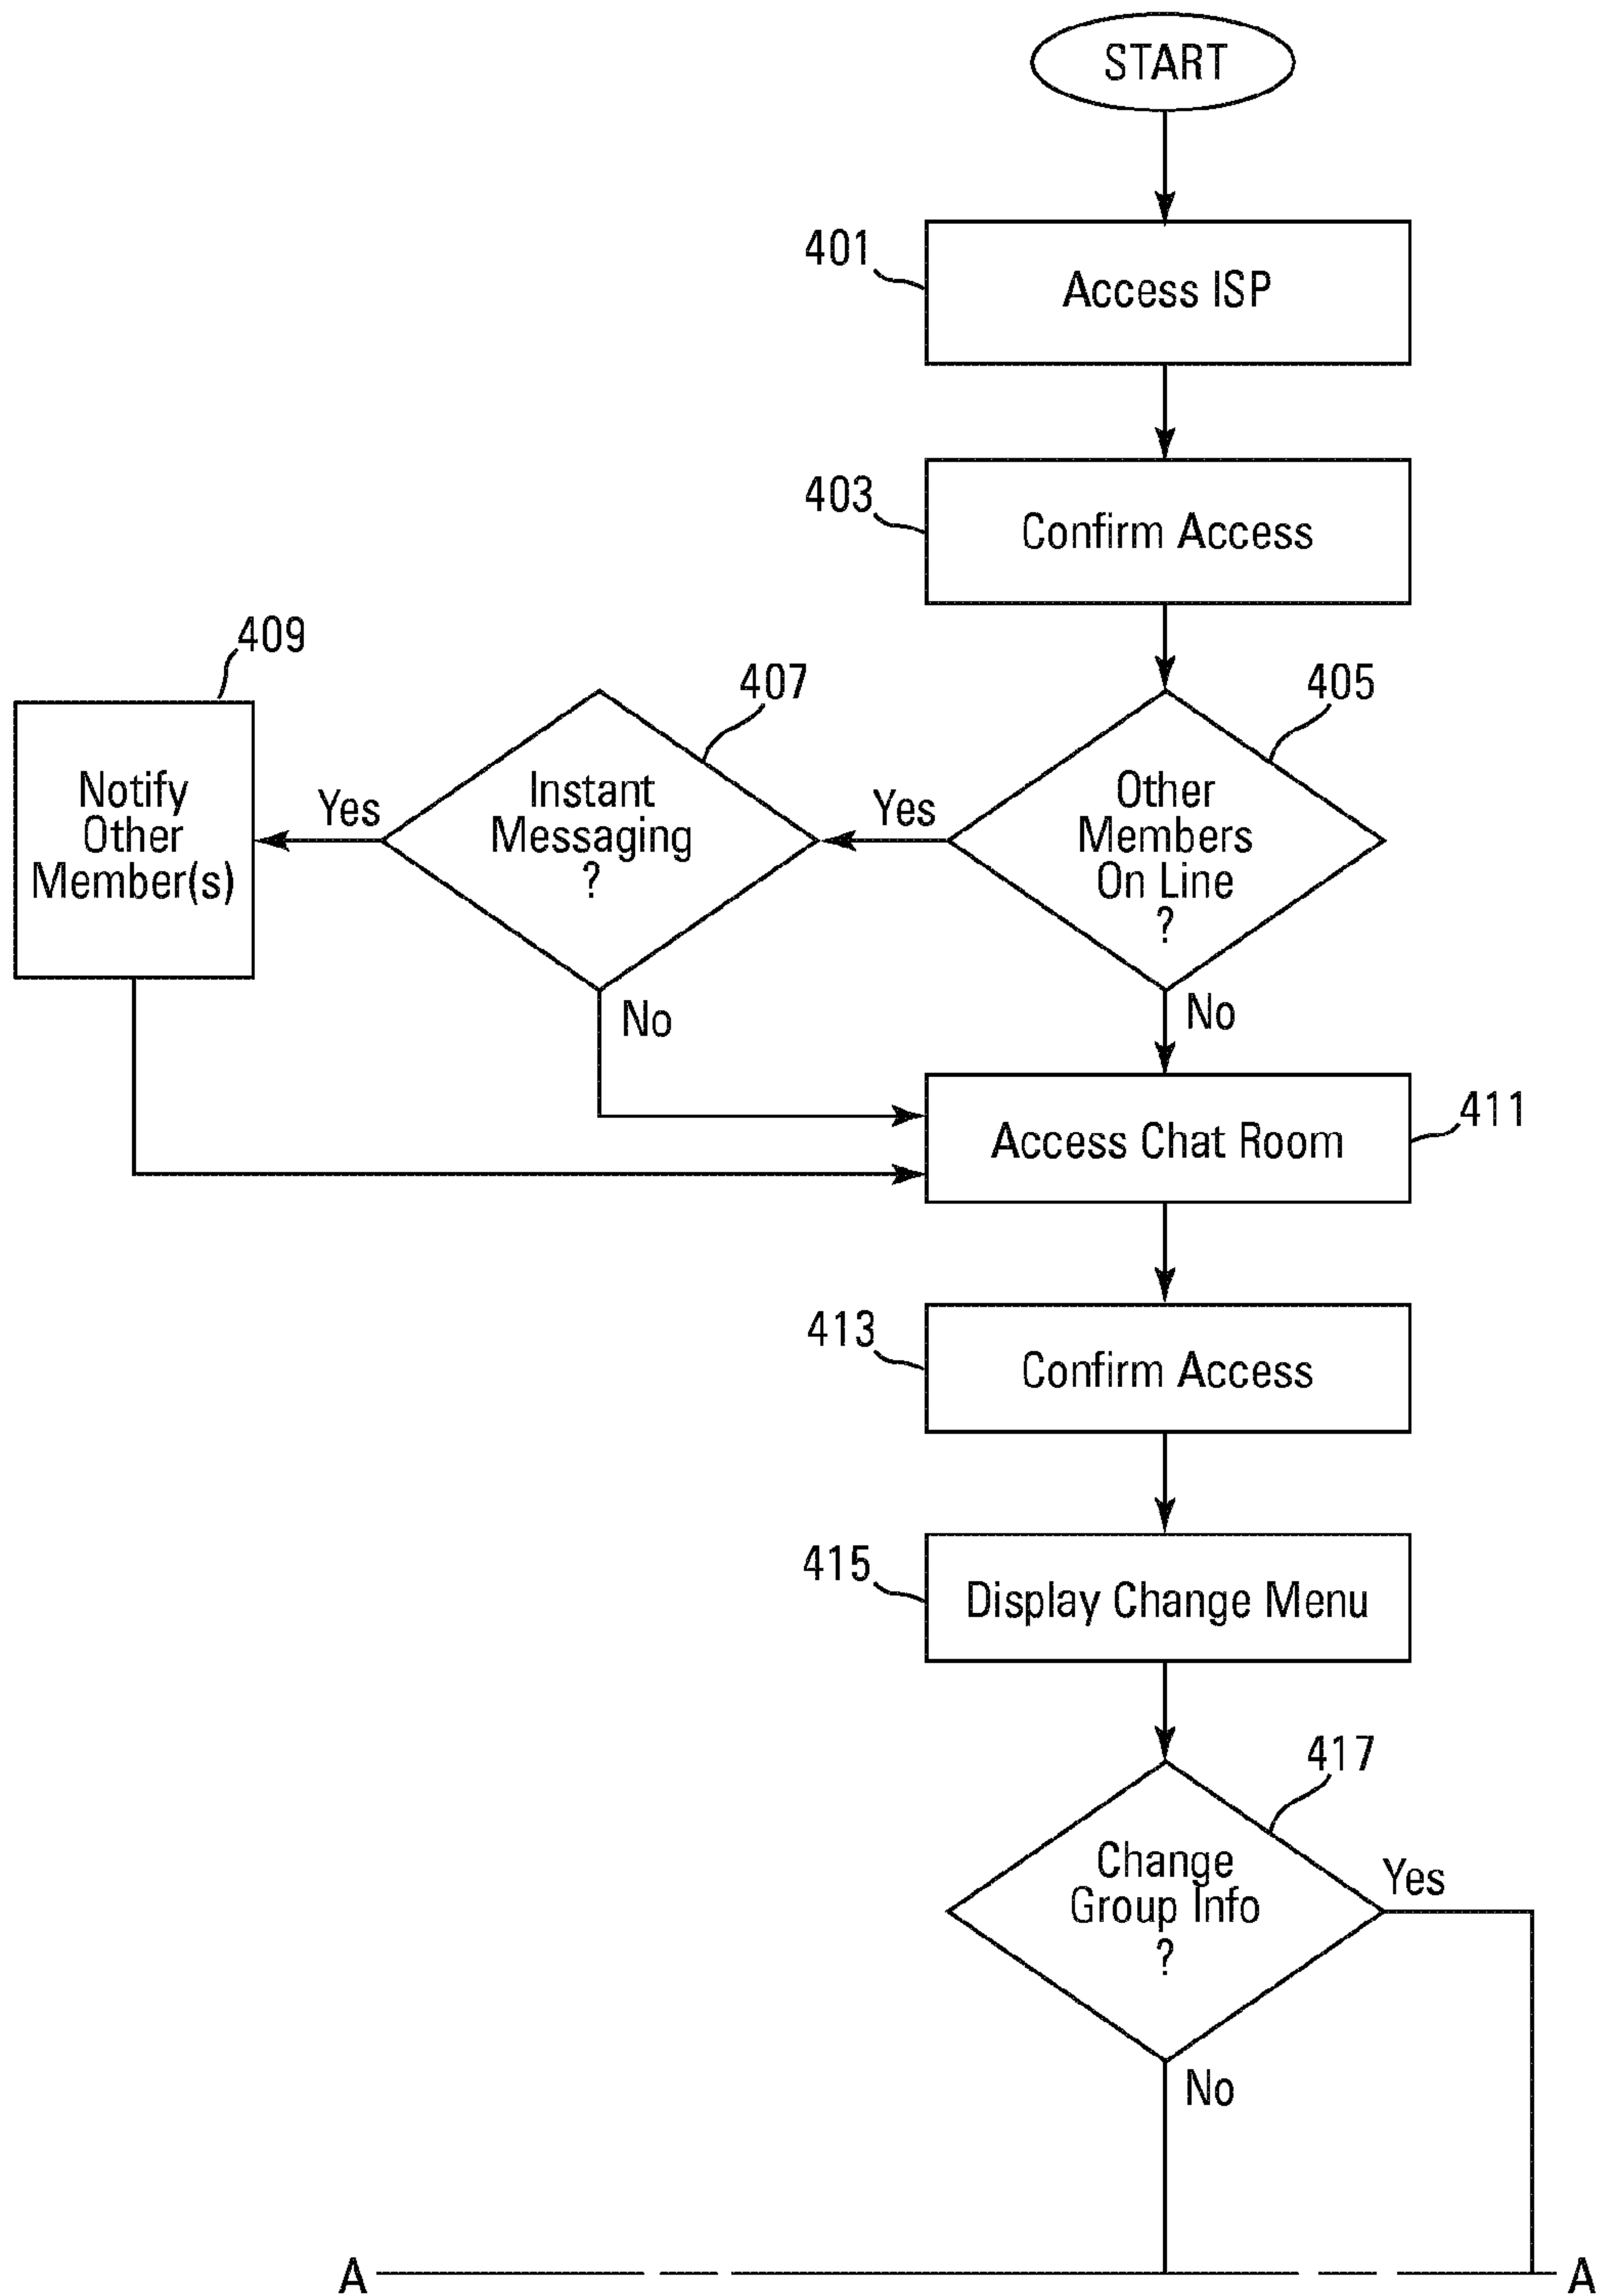 START
401
Access ISP
403
Confirm Access
409
407
405
Notify
Other
Member(s)
Yes
Instant
Messaging
?
Yes
Other
Members
On Line
?
No
No
Access Chat Room
411
413
Confirm Access
415
Display Change Menu
417
Change
Group Info
?
Yes
No
A
A